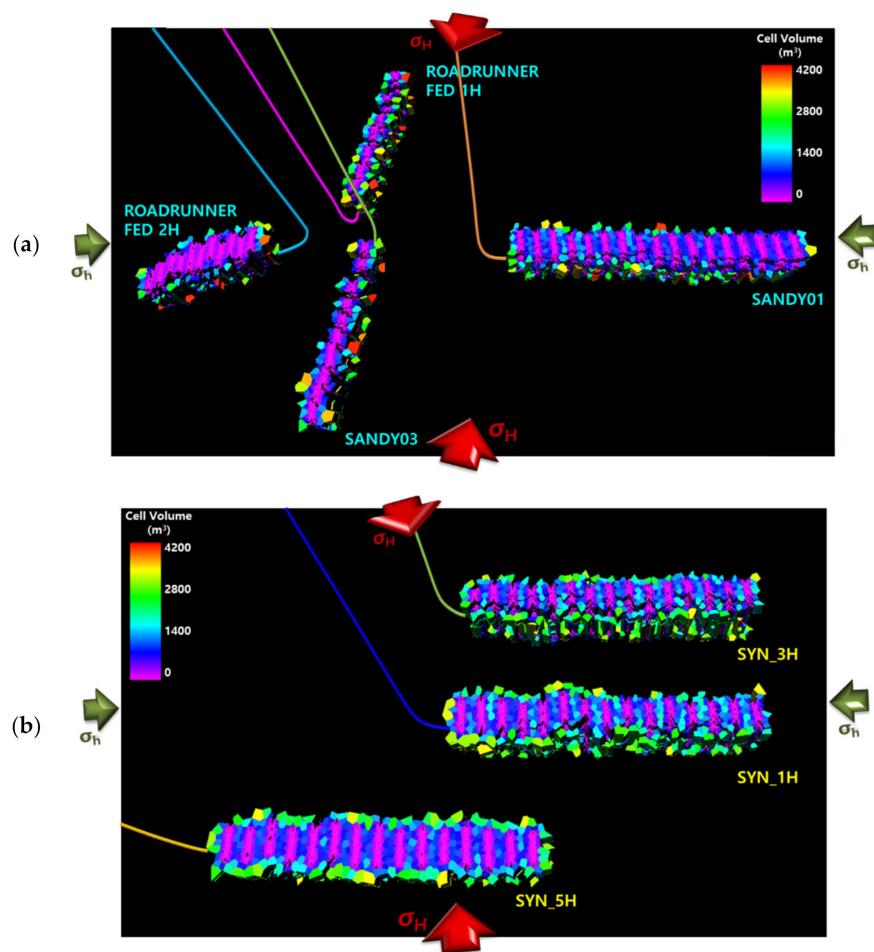 (a)
σH
ROADRUNNER
FED 1H
Cell Volume
(m³)
4200
2800
1400
0
ROADRUNNER
FED 2H
σh
σh
SANDY01
SANDY03
σH
(b)
Cell Volume
(m³)
4200
2800
1400
0
σH
SYN_3H
σh
σh
SYN_1H
SYN_5H
σH